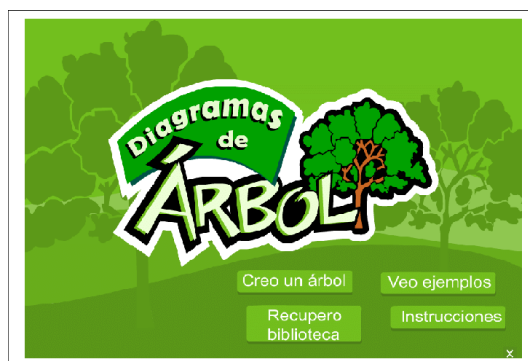 Diagramas
de
ÁRBOL
Creo un árbol
Veo ejemplos
Recupero
biblioteca
Instrucciones
x